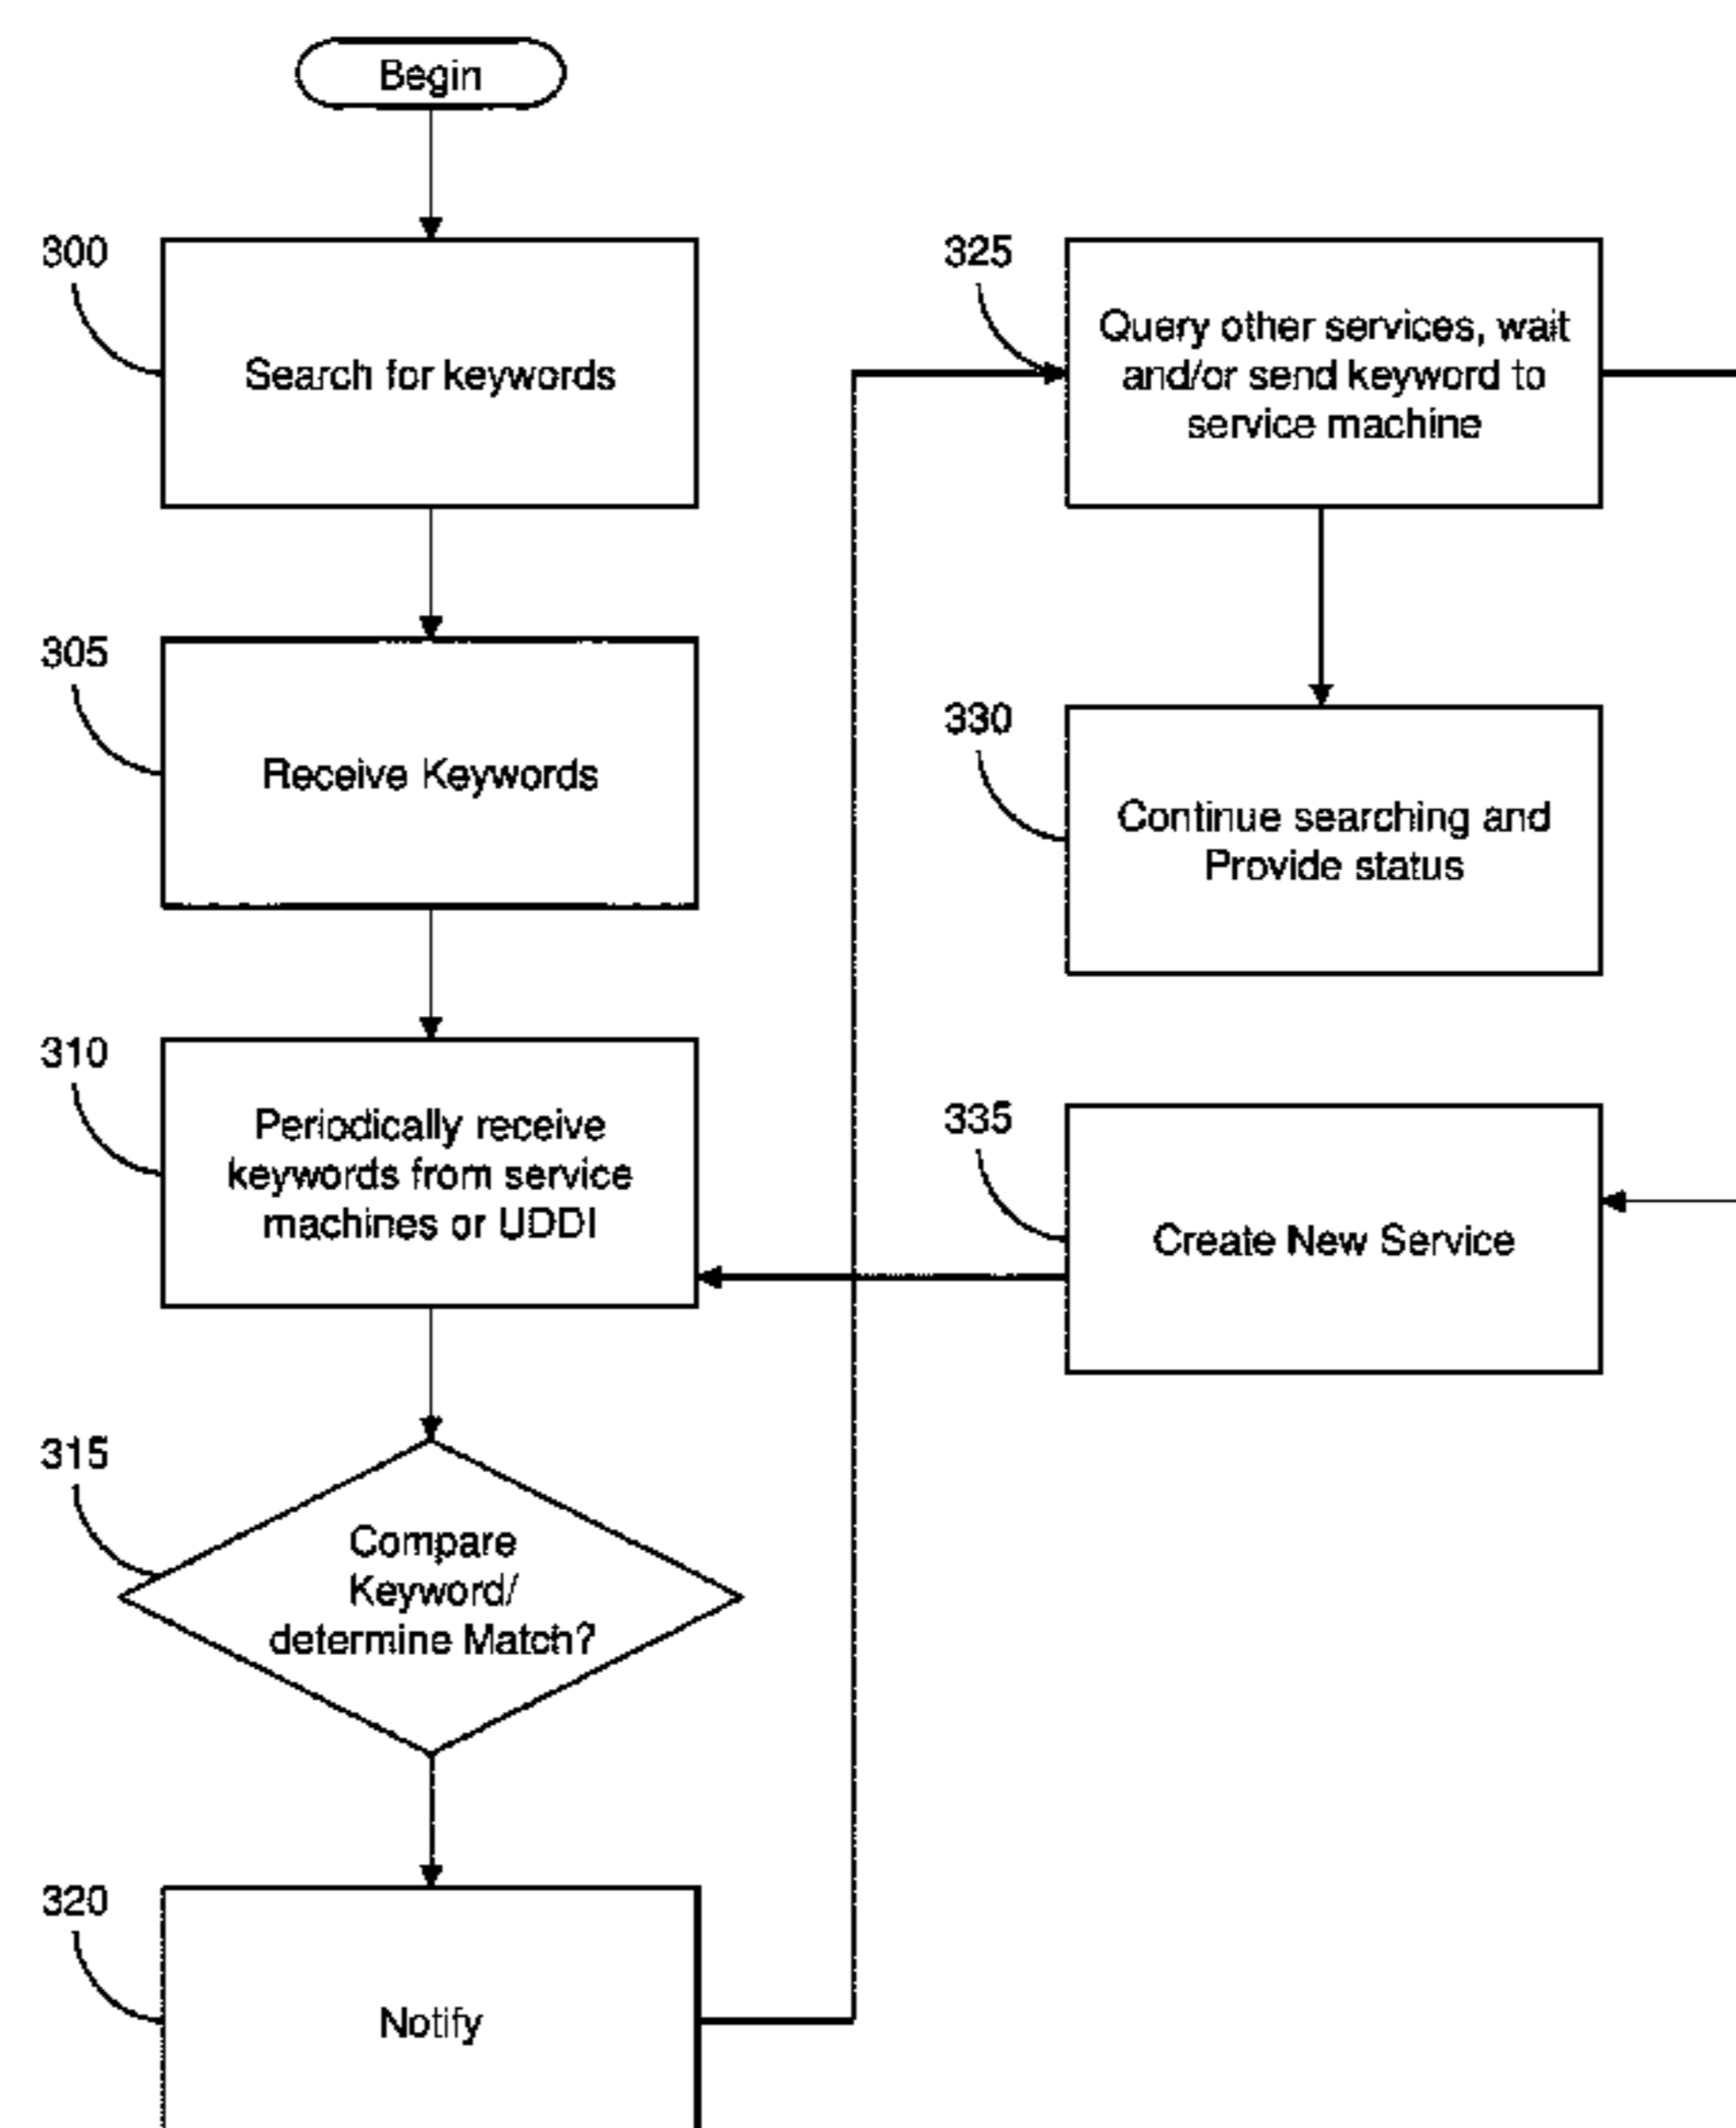 Begin
300
Search for keywords
305
Receive Keywords
310
Periodically receive
keywords from service
machines or UDDI
315
Compare
Keyword/
determine Match?
320
Notify
325
Query other services, wait
and/or send keyword to
service machine
330
Continue searching and
Provide status
335
Create New Service